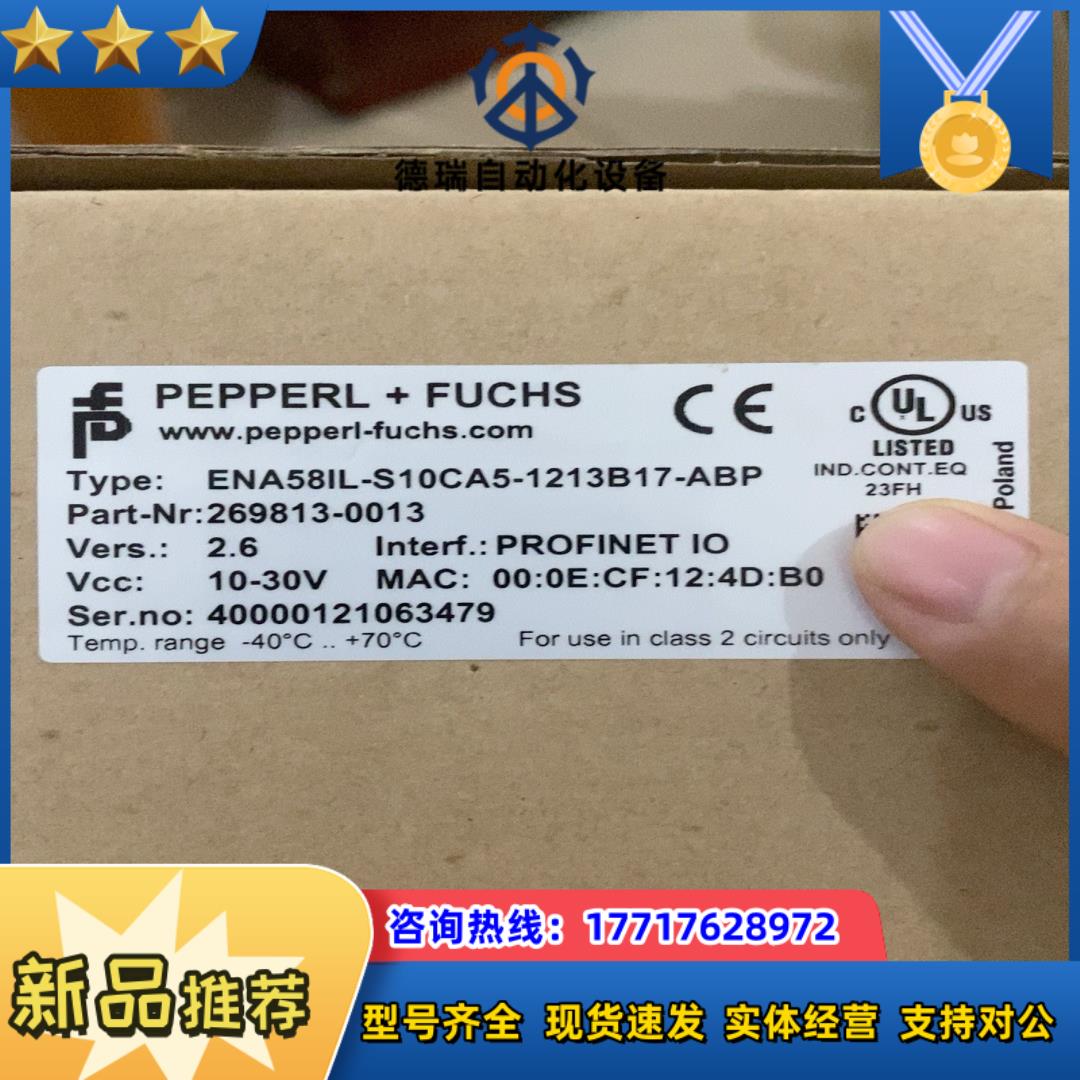 德瑞自动化设备
PEPPERL + FUCHS
www.pepperl-fuchs.com
CE
C UL US
LISTED
IND.CONT.EQ
23FH
Poland
Type: ENA58IL-S10CA5-1213B17-ABP
Part-Nr:269813-0013
Vers.: 2.6 Interf.: PROFINET IO
Vcc: 10-30V MAC: 00:0E:CF:12:4D:B0
Ser.no: 40000121063479
Temp. range -40°C .. +70°C For use in class 2 circuits only
咨询热线：17717628972
新品推荐
型号齐全 现货速发 实体经营 支持对公